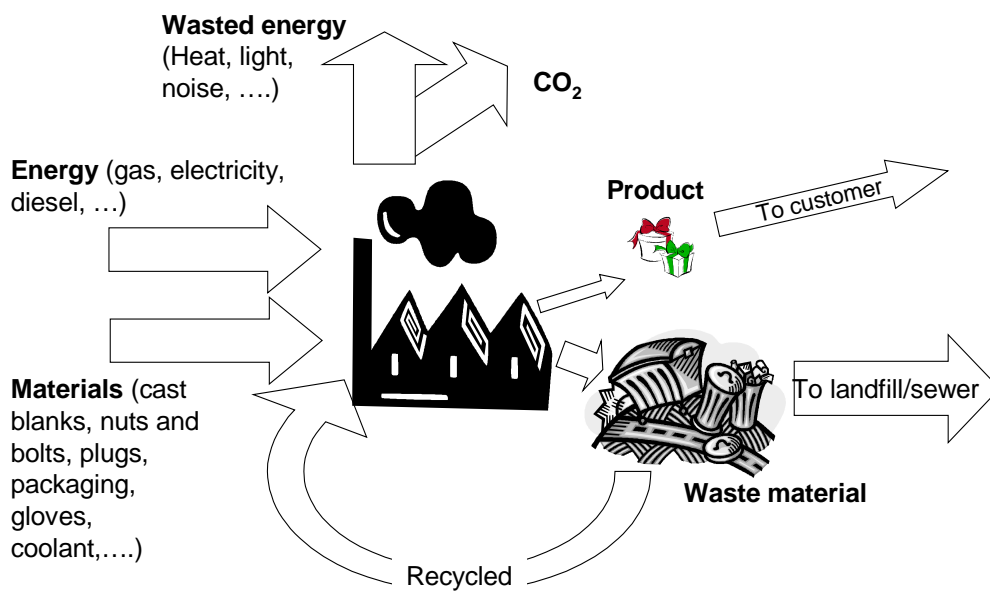 Wasted energy
(Heat, light,
noise, ….)
CO₂
Energy (gas, electricity,
diesel, …)
Product
To customer
Materials (cast
blanks, nuts and
bolts, plugs,
packaging,
gloves,
coolant,….)
To landfill/sewer
Waste material
Recycled